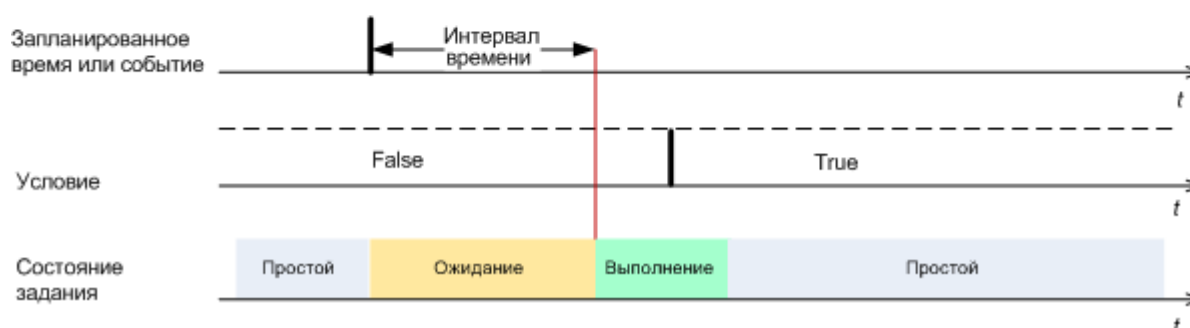 Запланированное
время или событие
Интервал
времени
t
Условие
False
True
t
Состояние
задания
Простой
Ожидание
Выполнение
Простой
t